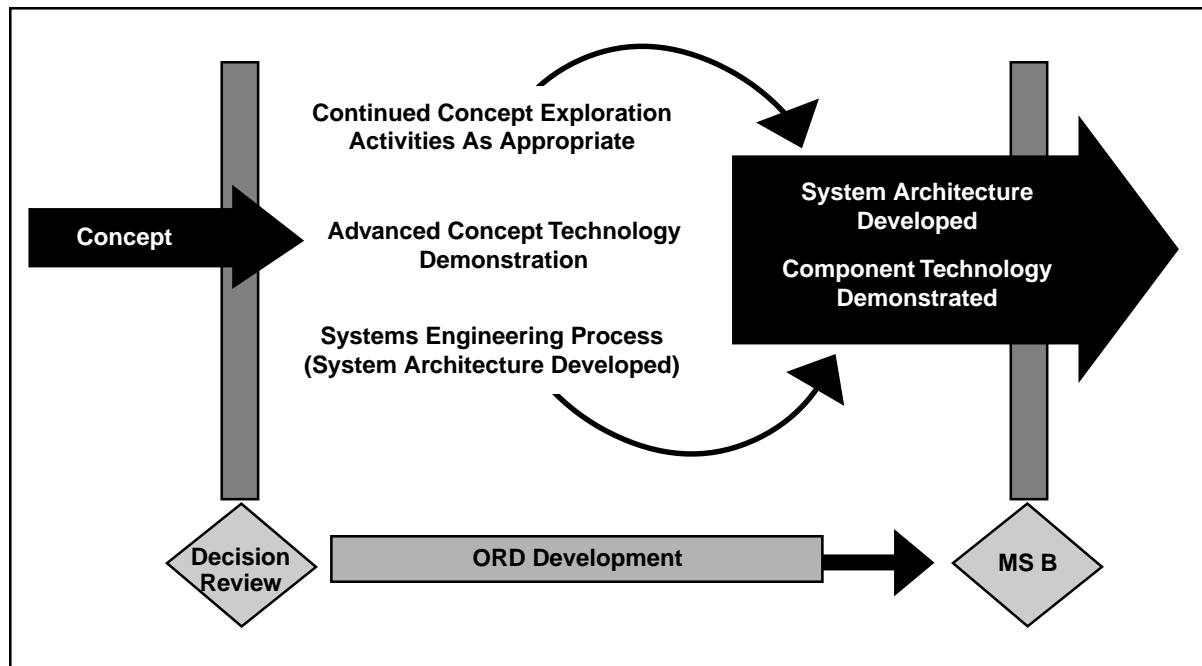 Continued Concept Exploration
Activities As Appropriate
Concept
Advanced Concept Technology
Demonstration
Systems Engineering Process
(System Architecture Developed)
System Architecture
Developed
Component Technology
Demonstrated
Decision
Review
ORD Development
MS B